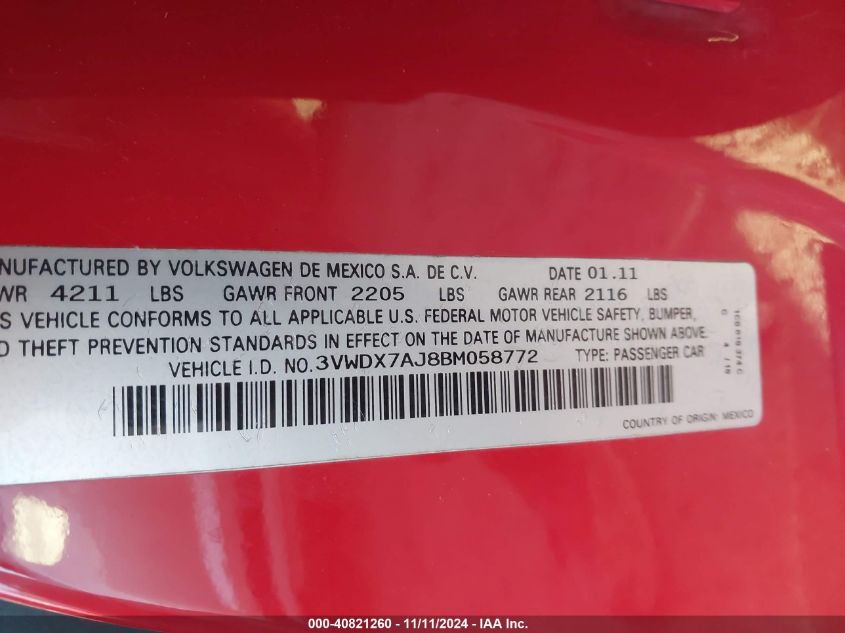 NUFACTURED BY VOLKSWAGEN DE MEXICO S.A. DE C.V. DATE 01.11
WR 4211 LBS GAWR FRONT 2205 LBS GAWR REAR 2116 LBS
S VEHICLE CONFORMS TO ALL APPLICABLE U.S. FEDERAL MOTOR VEHICLE SAFETY, BUMPER,
D THEFT PREVENTION STANDARDS IN EFFECT ON THE DATE OF MANUFACTURE SHOWN ABOVE.
VEHICLE I.D. NO. 3VWDX7AJ8BM058772 TYPE: PASSENGER CAR
COUNTRY OF ORIGIN: MEXICO
000-40821260 - 11/11/2024 - IAA Inc.